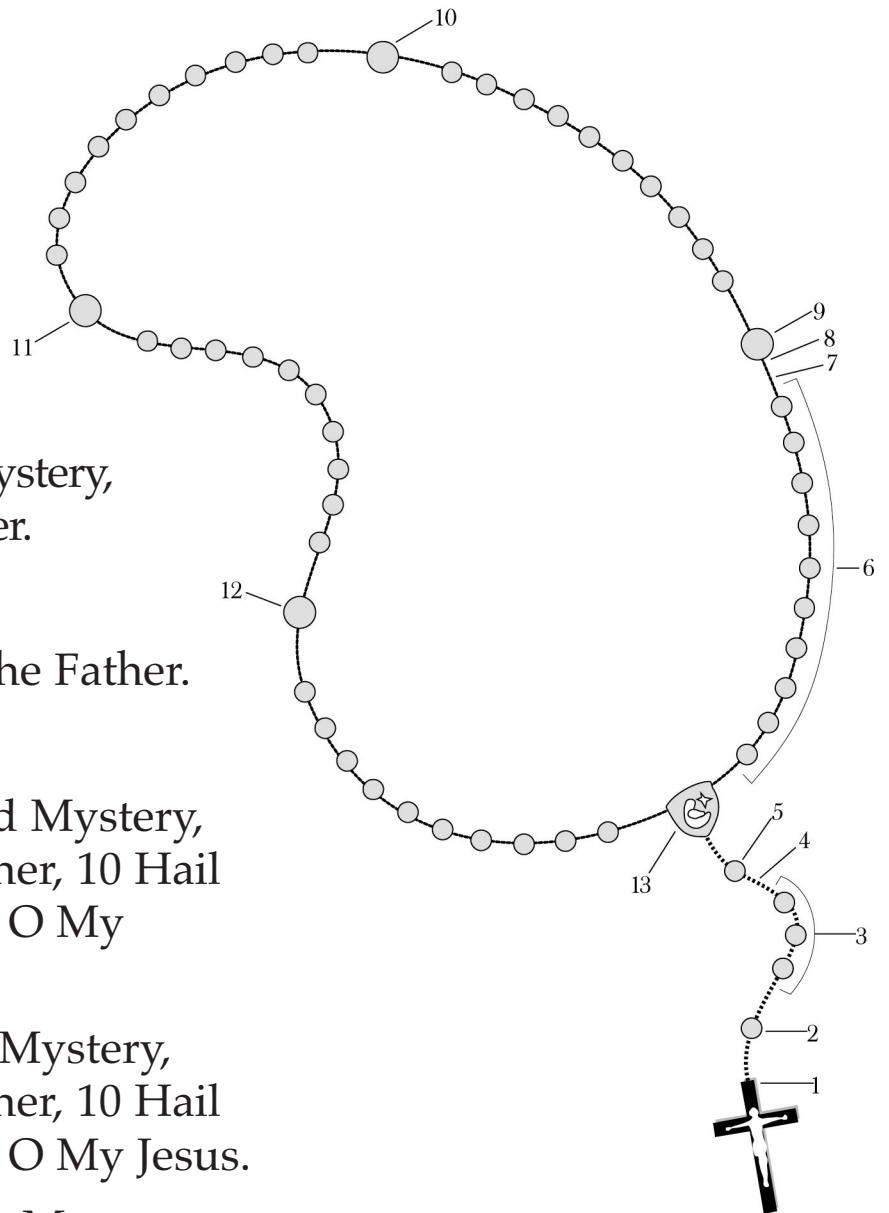 10
9
8
7
11
ystery,
er.
6
12
he Father.
d Mystery,
her, 10 Hail
O My
5
4
13
3
2
Mystery,
her, 10 Hail
O My Jesus.
1